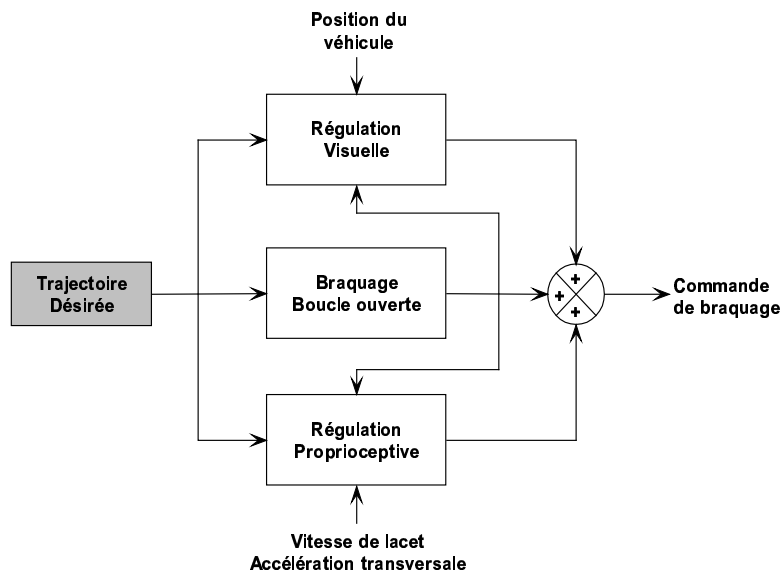 Position du
véhicule
Régulation
Visuelle
Trajectoire
Désirée
Braquage
Boucle ouverte
+
+
+
Commande
de braquage
Régulation
Proprioceptive
Vitesse de lacet
Accélération transversale